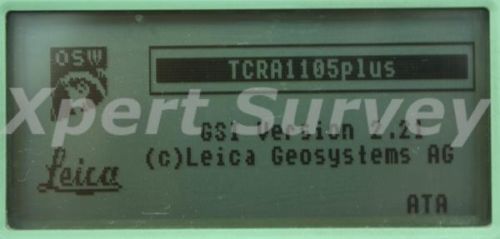 OSW
TCRA1105plus
Xpert Survey
GSI Version 2.21
(c)Leica Geosystems AG
Leica
ATA